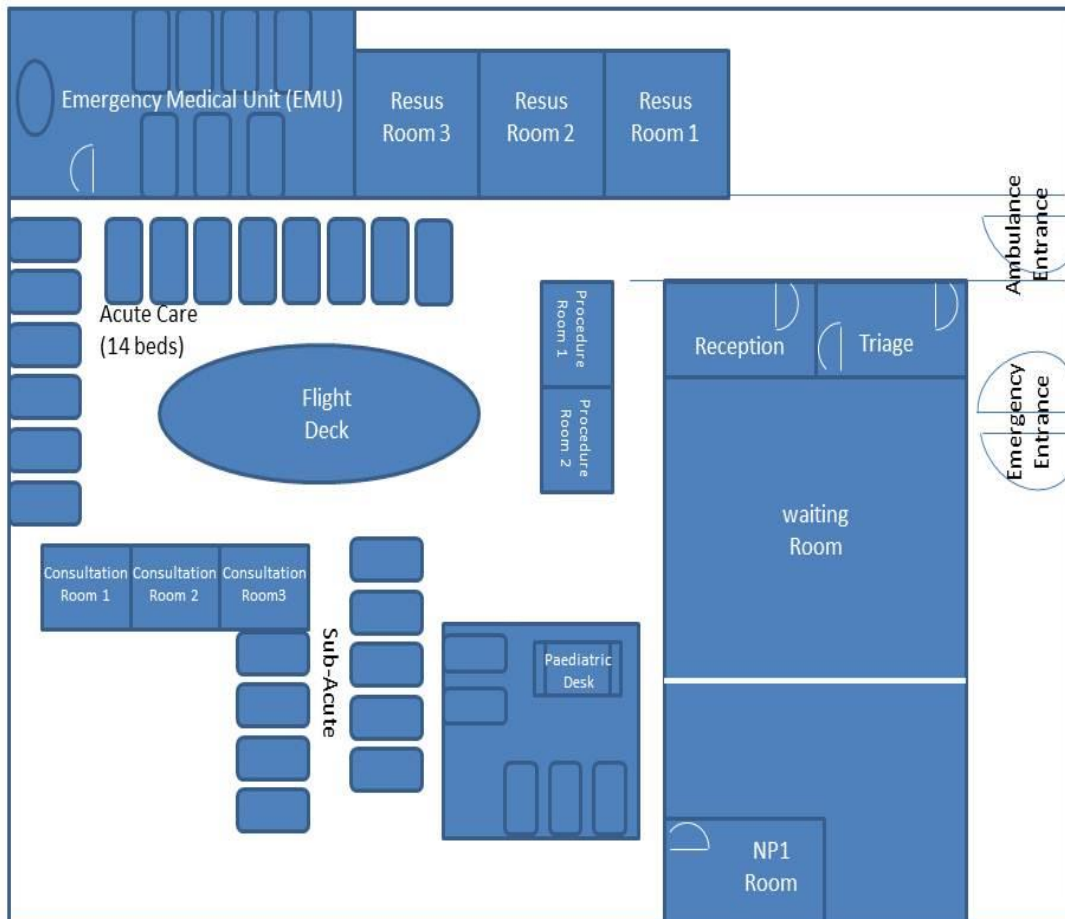 Emergency Medical Unit (EMU)
Resus
Room 3
Resus
Room 2
Resus
Room 1
Ambulance
Entrance
Acute Care
(14 beds)
Procedure
Room 1
Reception
Triage
Flight
Deck
Procedure
Room 2
Emergency
Entrance
waiting
Room
Consultation
Room 1
Consultation
Room 2
Consultation
Room3
Sub-Acute
Paediatric
Desk
NP1
Room